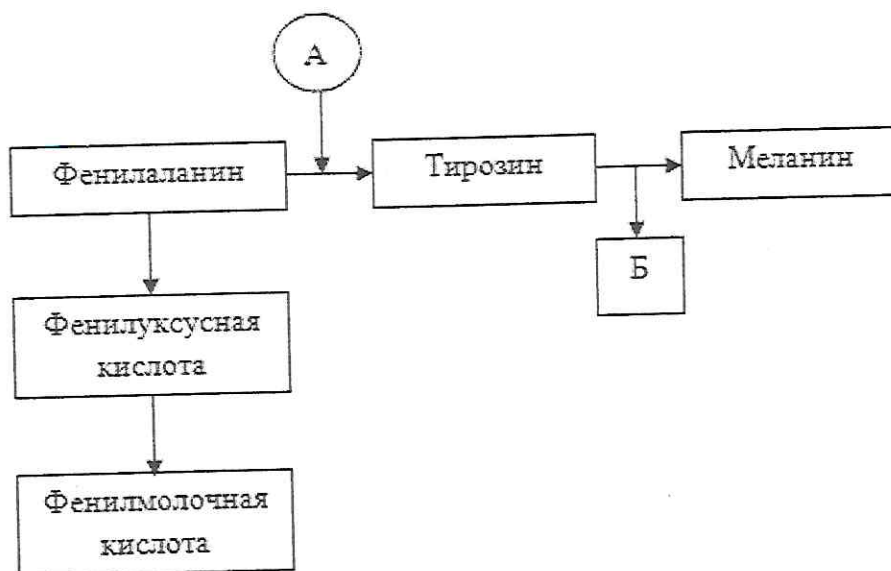 А
Фенилаланин
Тирозин
Меланин
Б
Фенилуксусная
кислота
Фенилмолочная
кислота